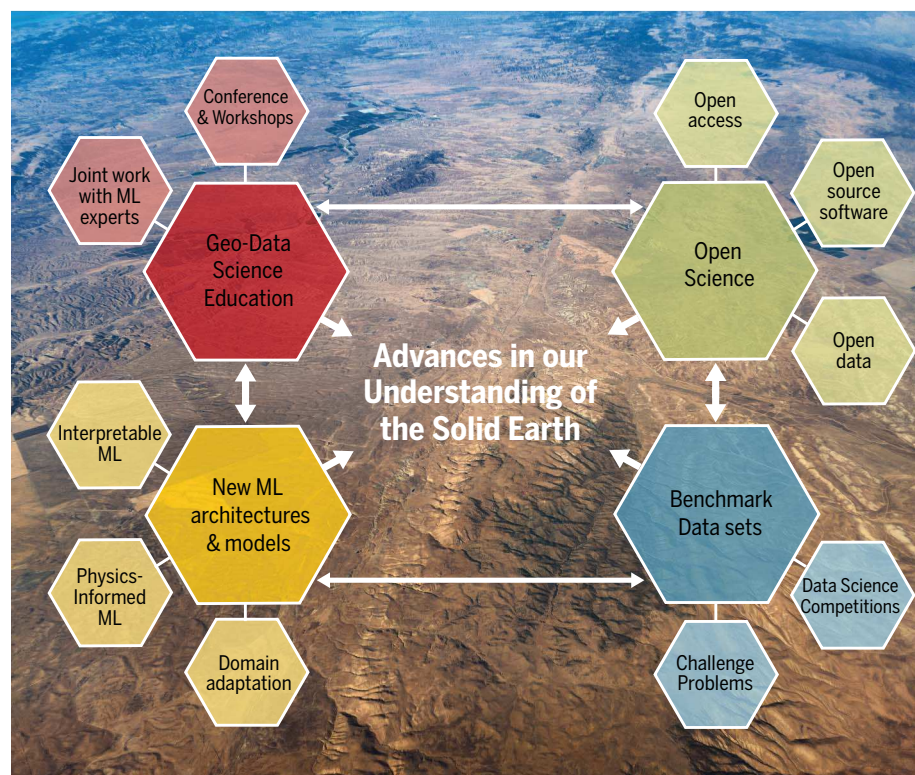 Conference
& Workshops
Joint work
with ML
experts
Geo-Data
Science
Education
Open
access
Open
source
software
Open
Science
Open
data
Advances in our
Understanding of
the Solid Earth
Interpretable
ML
New ML
architectures
& models
Physics-
Informed
ML
Domain
adaptation
Benchmark
Data sets
Data Science
Competitions
Challenge
Problems